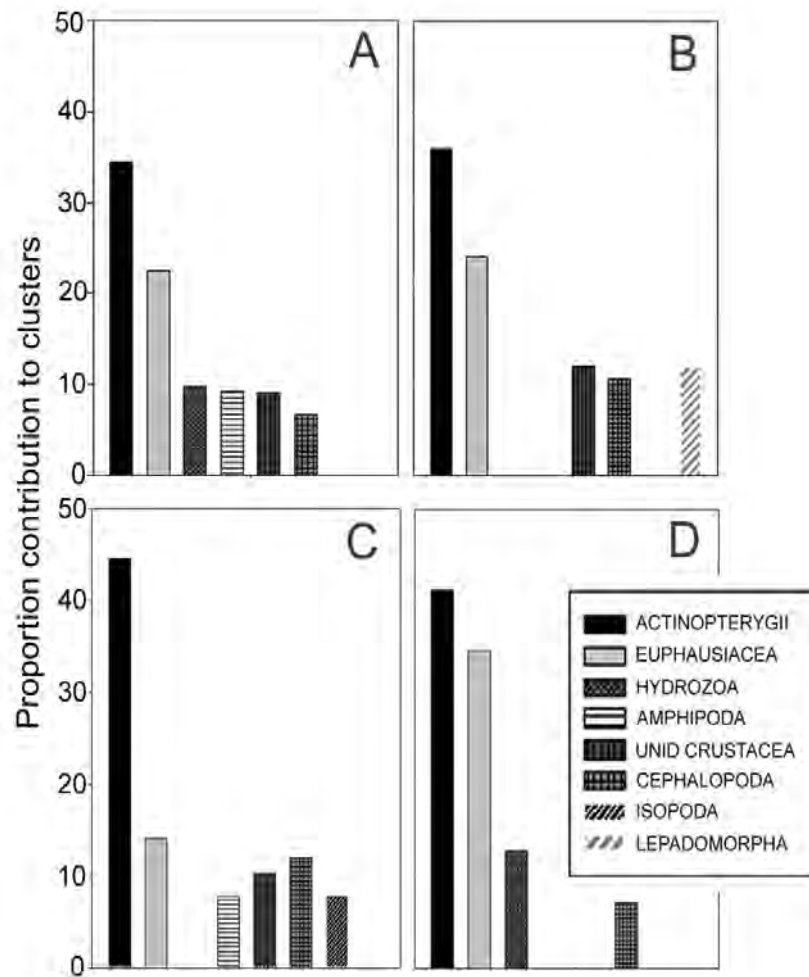 A
B
50
40
30
20
10
0
C
D
50
40
30
20
10
0
Proportion contribution to clusters
ACTINOPTERYGII
EUPHAUSIACEA
HYDROZOA
AMPHIPODA
UNID CRUSTACEA
CEPHALOPODA
ISOPODA
LEPADOMORPHA